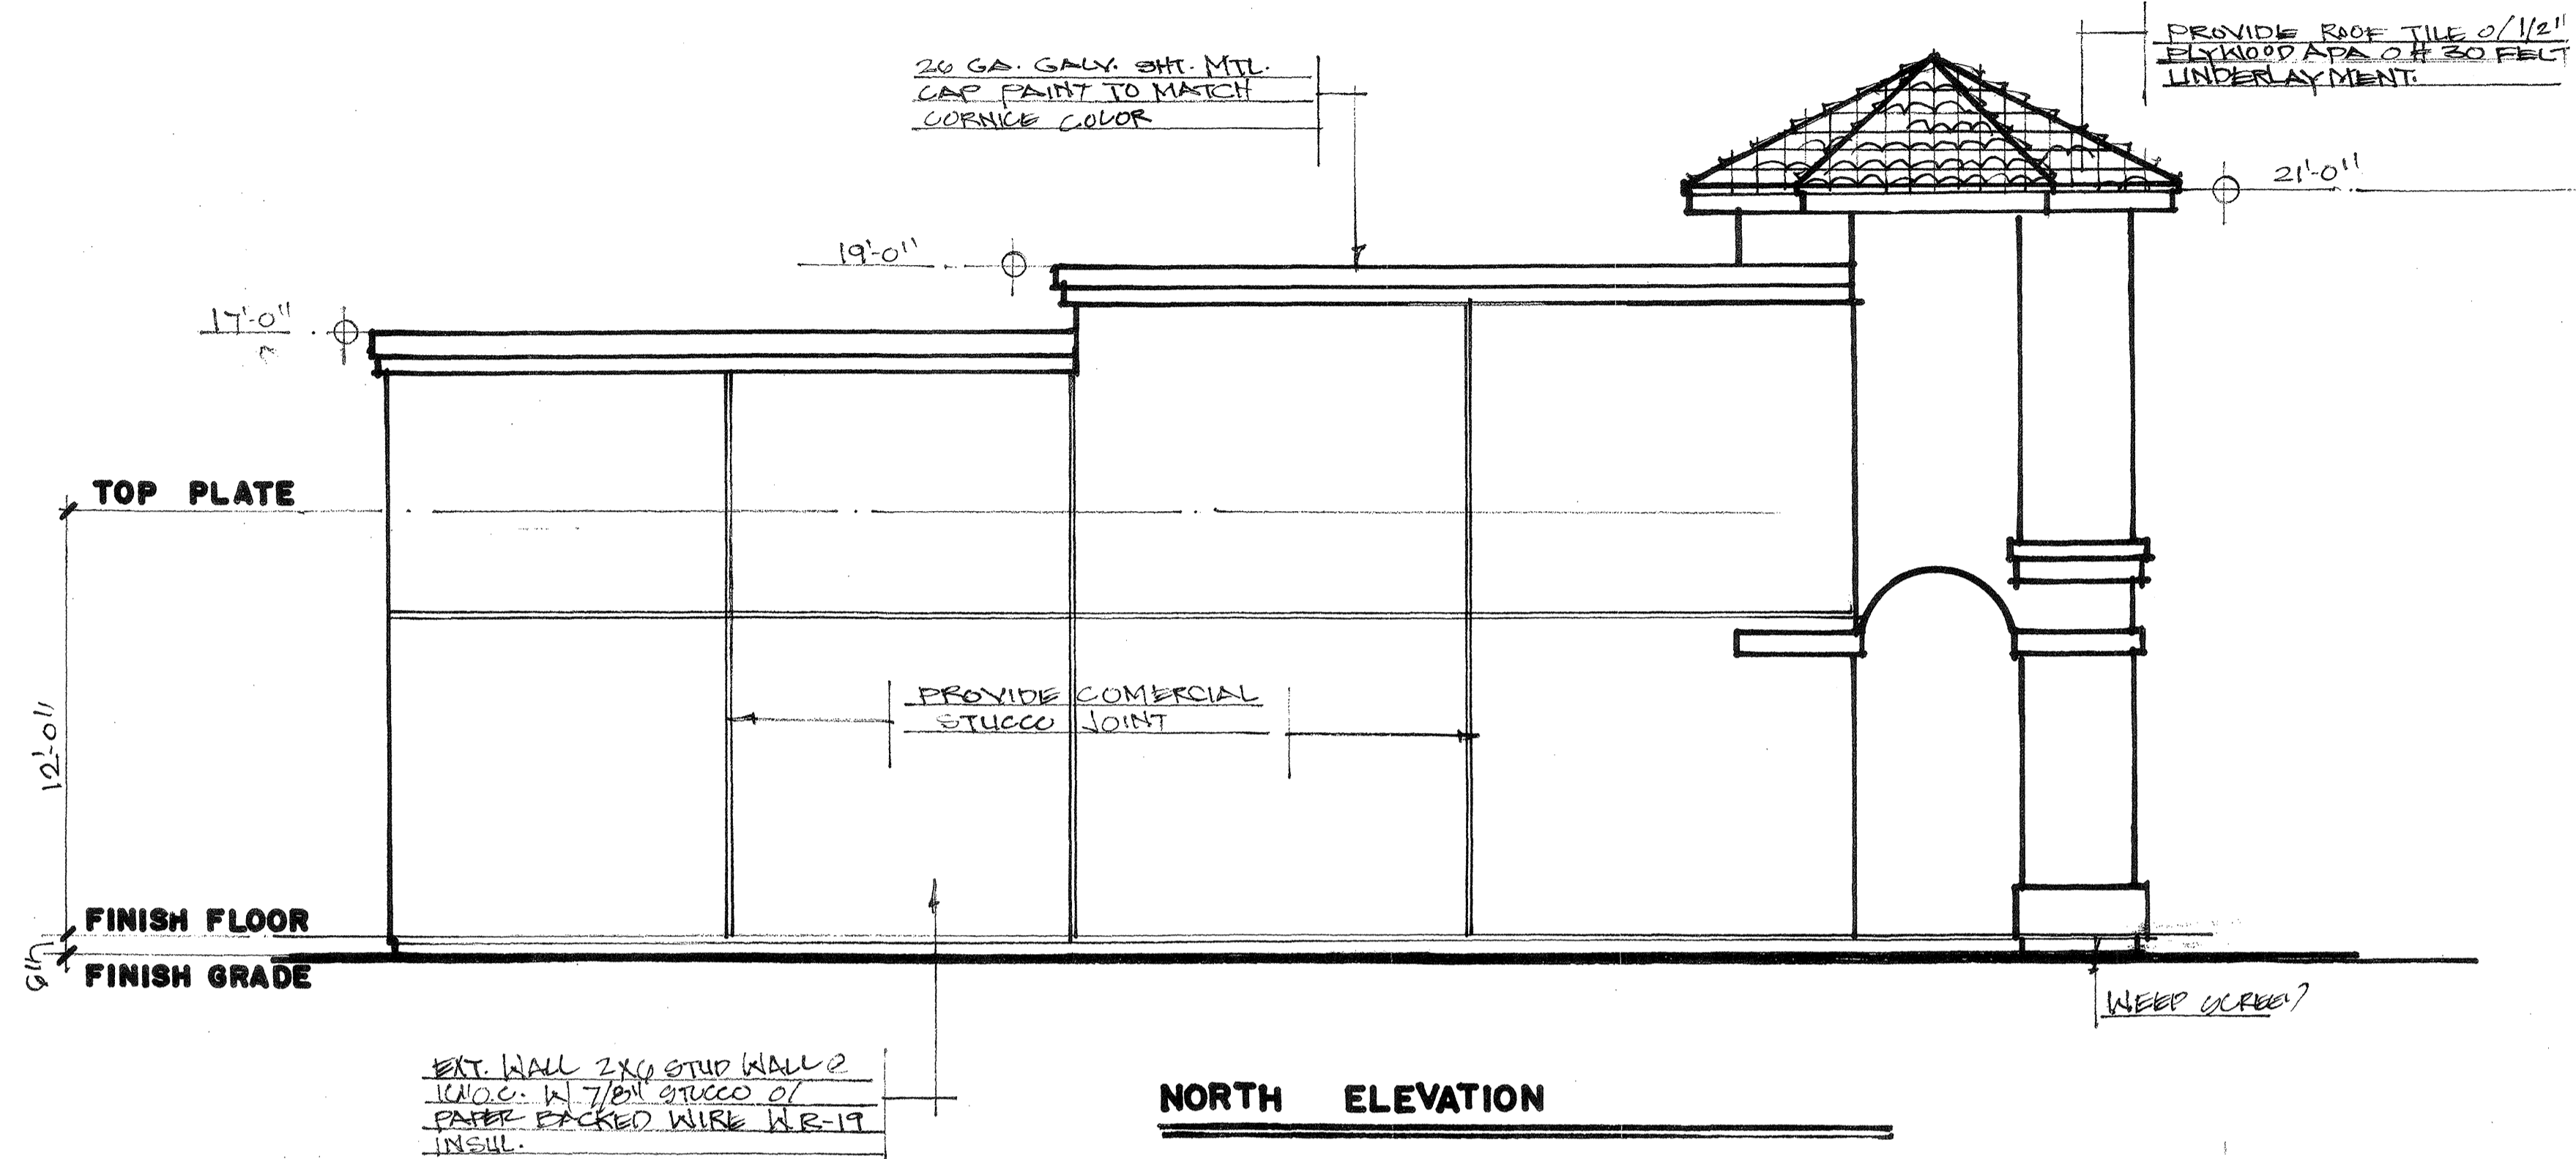 PROVIDE ROOF TILE O/ 1/2"
PLYWOOD APA O # 30 FELT
UNDERLAYMENT.
26 GA. GALV. SHT. MTL.
CAP PAINT TO MATCH
CORNICE COLOR
21'-0"
19'-0"
17'-0"
TOP PLATE
12'-0"
PROVIDE COMERCIAL
STUCCO JOINT
FINISH FLOOR
6"
FINISH GRADE
WEEP SCREED
EXT. WALL 2X6 STUD WALL @
16"O.C. W/ 7/8" STUCCO O/
PAPER BACKED WIRE W R-19
INSUL.
NORTH ELEVATION